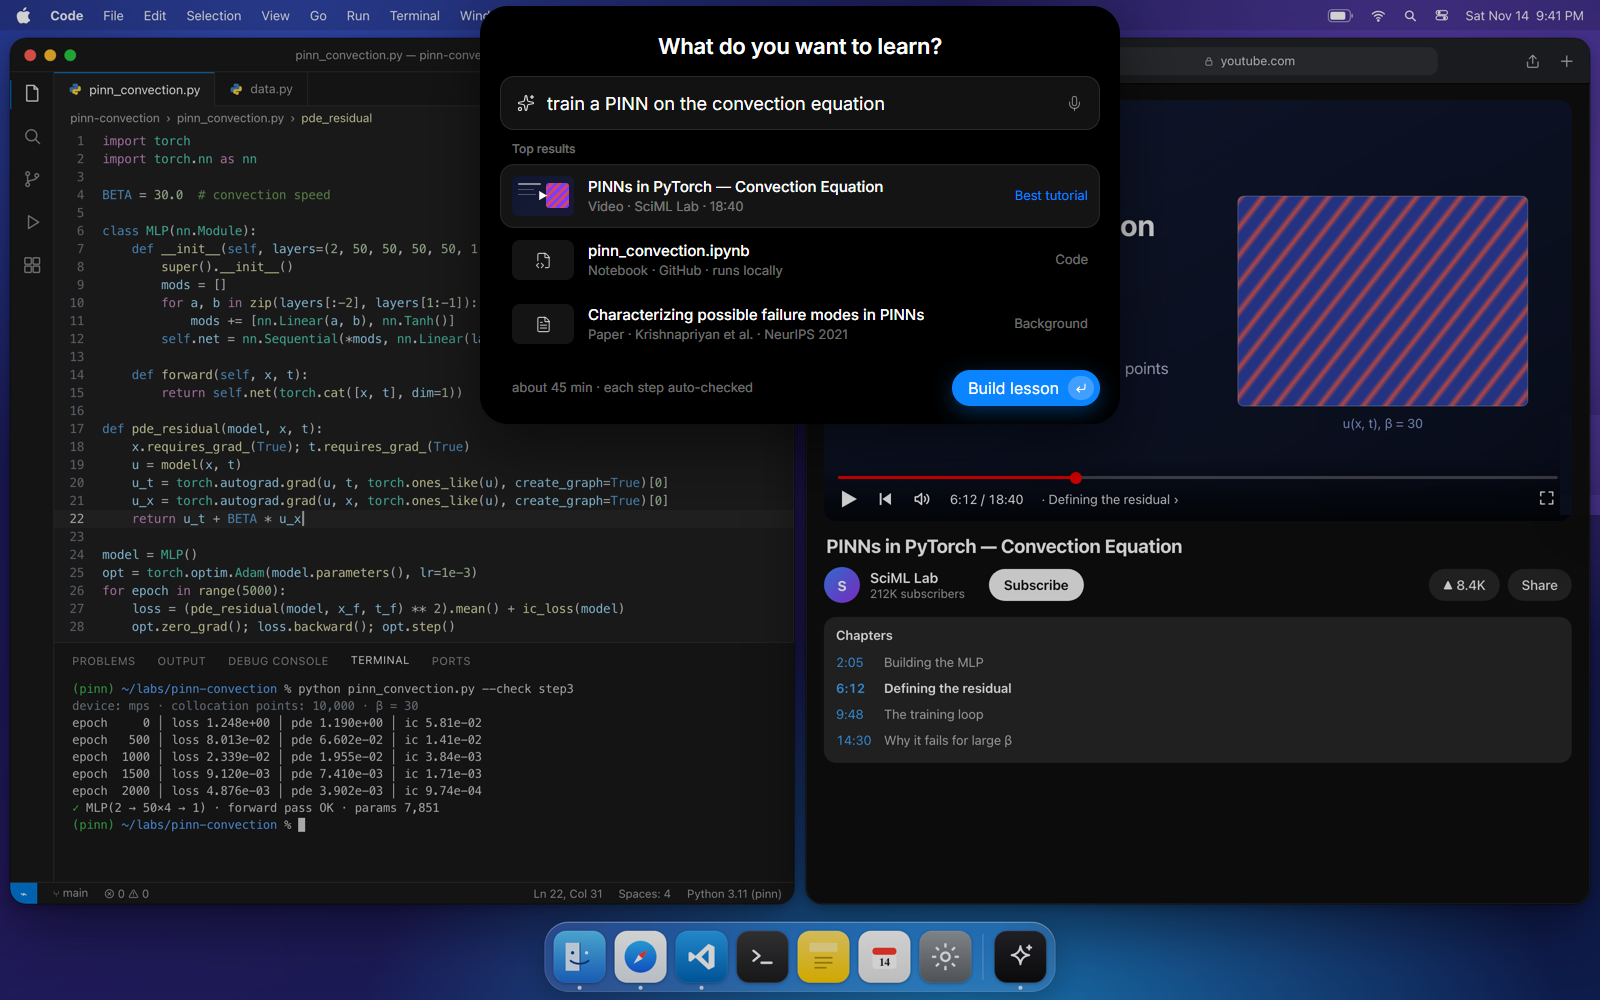 Code File Edit Selection View Go Run Terminal
Sat Nov 14 9:41 PM
What do you want to learn?
train a PINN on the convection equation
Top results
PINNs in PyTorch — Convection Equation
Video · SciML Lab · 18:40
Best tutorial
pinn_convection.ipynb
Notebook · GitHub · runs locally
Code
Characterizing possible failure modes in PINNs
Paper · Krishnapriyan et al. · NeurIPS 2021
Background
about 45 min · each step auto-checked
Build lesson
pinn_convection.py — pinn-conve
pinn_convection.py data.py
pinn-convection › pinn_convection.py › pde_residual
1 import torch
2 import torch.nn as nn
3
4 BETA = 30.0 # convection speed
5
6 class MLP(nn.Module):
7 def __init__(self, layers=(2, 50, 50, 50, 50, 1
8 super().__init__()
9 mods = []
10 for a, b in zip(layers[:-2], layers[1:-1]):
11 mods += [nn.Linear(a, b), nn.Tanh()]
12 self.net = nn.Sequential(*mods, nn.Linear(la
13
14 def forward(self, x, t):
15 return self.net(torch.cat([x, t], dim=1))
16
17 def pde_residual(model, x, t):
18 x.requires_grad_(True); t.requires_grad_(True)
19 u = model(x, t)
20 u_t = torch.autograd.grad(u, t, torch.ones_like(u), create_graph=True)[0]
21 u_x = torch.autograd.grad(u, x, torch.ones_like(u), create_graph=True)[0]
22 return u_t + BETA * u_x
23
24 model = MLP()
25 opt = torch.optim.Adam(model.parameters(), lr=1e-3)
26 for epoch in range(5000):
27 loss = (pde_residual(model, x_f, t_f) ** 2).mean() + ic_loss(model)
28 opt.zero_grad(); loss.backward(); opt.step()
PROBLEMS OUTPUT DEBUG CONSOLE TERMINAL PORTS
(pinn) ~/labs/pinn-convection % python pinn_convection.py --check step3
device: mps · collocation points: 10,000 · β = 30
epoch 0 | loss 1.248e+00 | pde 1.190e+00 | ic 5.81e-02
epoch 500 | loss 8.013e-02 | pde 6.602e-02 | ic 1.41e-02
epoch 1000 | loss 2.339e-02 | pde 1.955e-02 | ic 3.84e-03
epoch 1500 | loss 9.120e-03 | pde 7.410e-03 | ic 1.71e-03
epoch 2000 | loss 4.876e-03 | pde 3.902e-03 | ic 9.74e-04
✓ MLP(2 → 50×4 → 1) · forward pass OK · params 7,851
(pinn) ~/labs/pinn-convection %
main 0 0 Ln 22, Col 31 Spaces: 4 Python 3.11 (pinn)
youtube.com
on
points
u(x, t), β = 30
6:12 / 18:40 · Defining the residual ›
PINNs in PyTorch — Convection Equation
S
SciML Lab
212K subscribers
Subscribe
8.4K
Share
Chapters
2:05 Building the MLP
6:12 Defining the residual
9:48 The training loop
14:30 Why it fails for large β
14